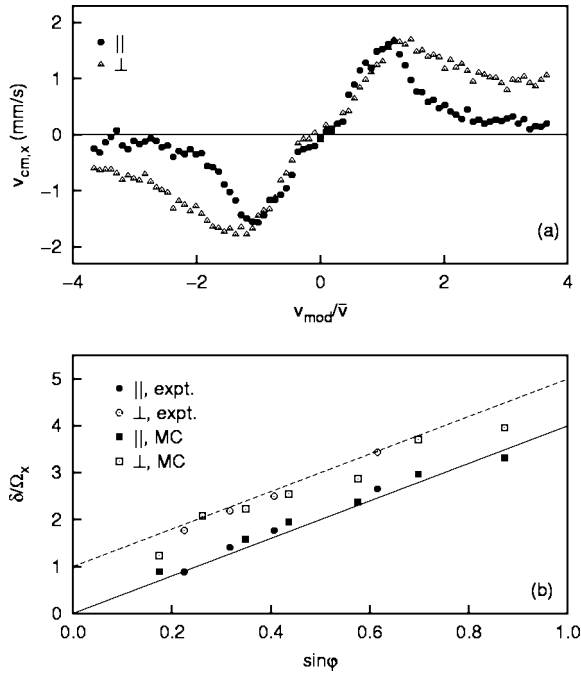 2
1
0
−1
−2
v_cm,x (mm/s)
● ||
△ ⊥
(a)
−4 −2 0 2 4
v_mod/v̄
5
4
3
2
1
0
δ/Ω_x
● ||, expt.
○ ⊥, expt.
■ ||, MC
□ ⊥, MC
(b)
0.0 0.2 0.4 0.6 0.8 1.0
sinφ